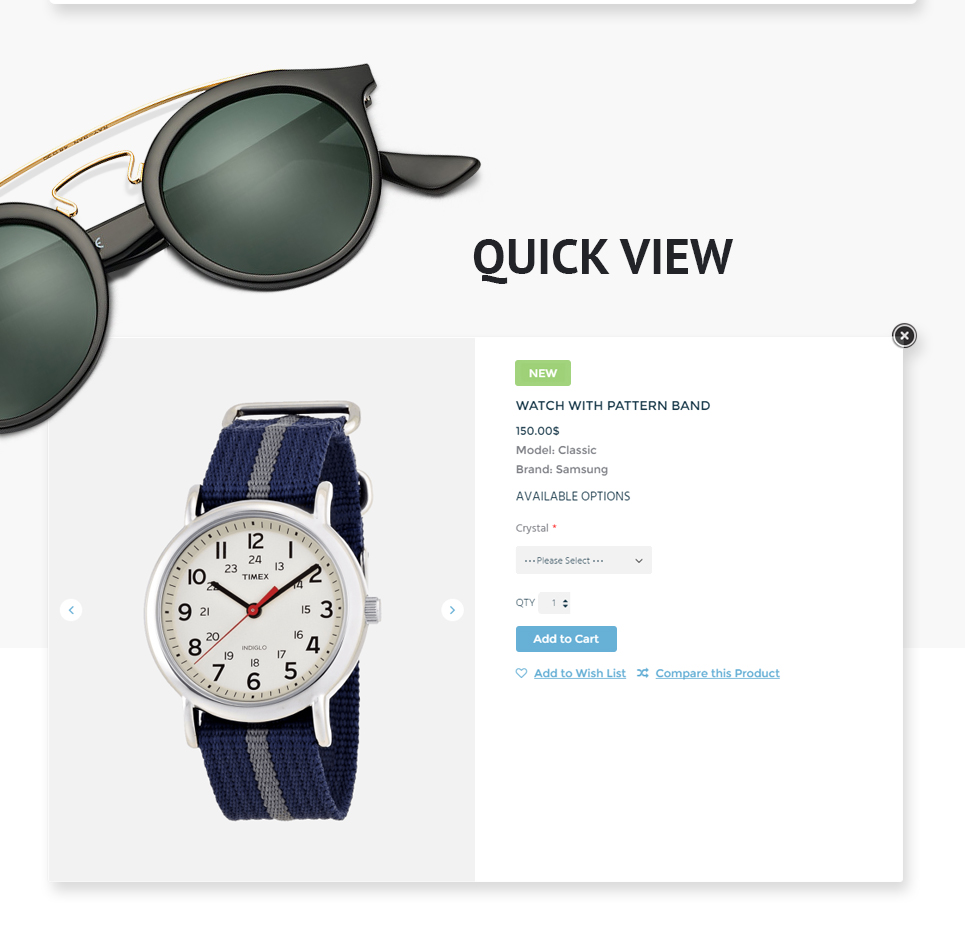 QUICK VIEW
NEW
WATCH WITH PATTERN BAND
150.00$
Model: Classic
Brand: Samsung
AVAILABLE OPTIONS
Crystal *
---Please Select ---
QTY 1
Add to Cart
Add to Wish List Compare this Product
12
11 1
24
23 13
10 2
TIMEX
22 14
9 21 15 3
20 16
8 4
INDIGLO
19 17
18
7 5
6
CE